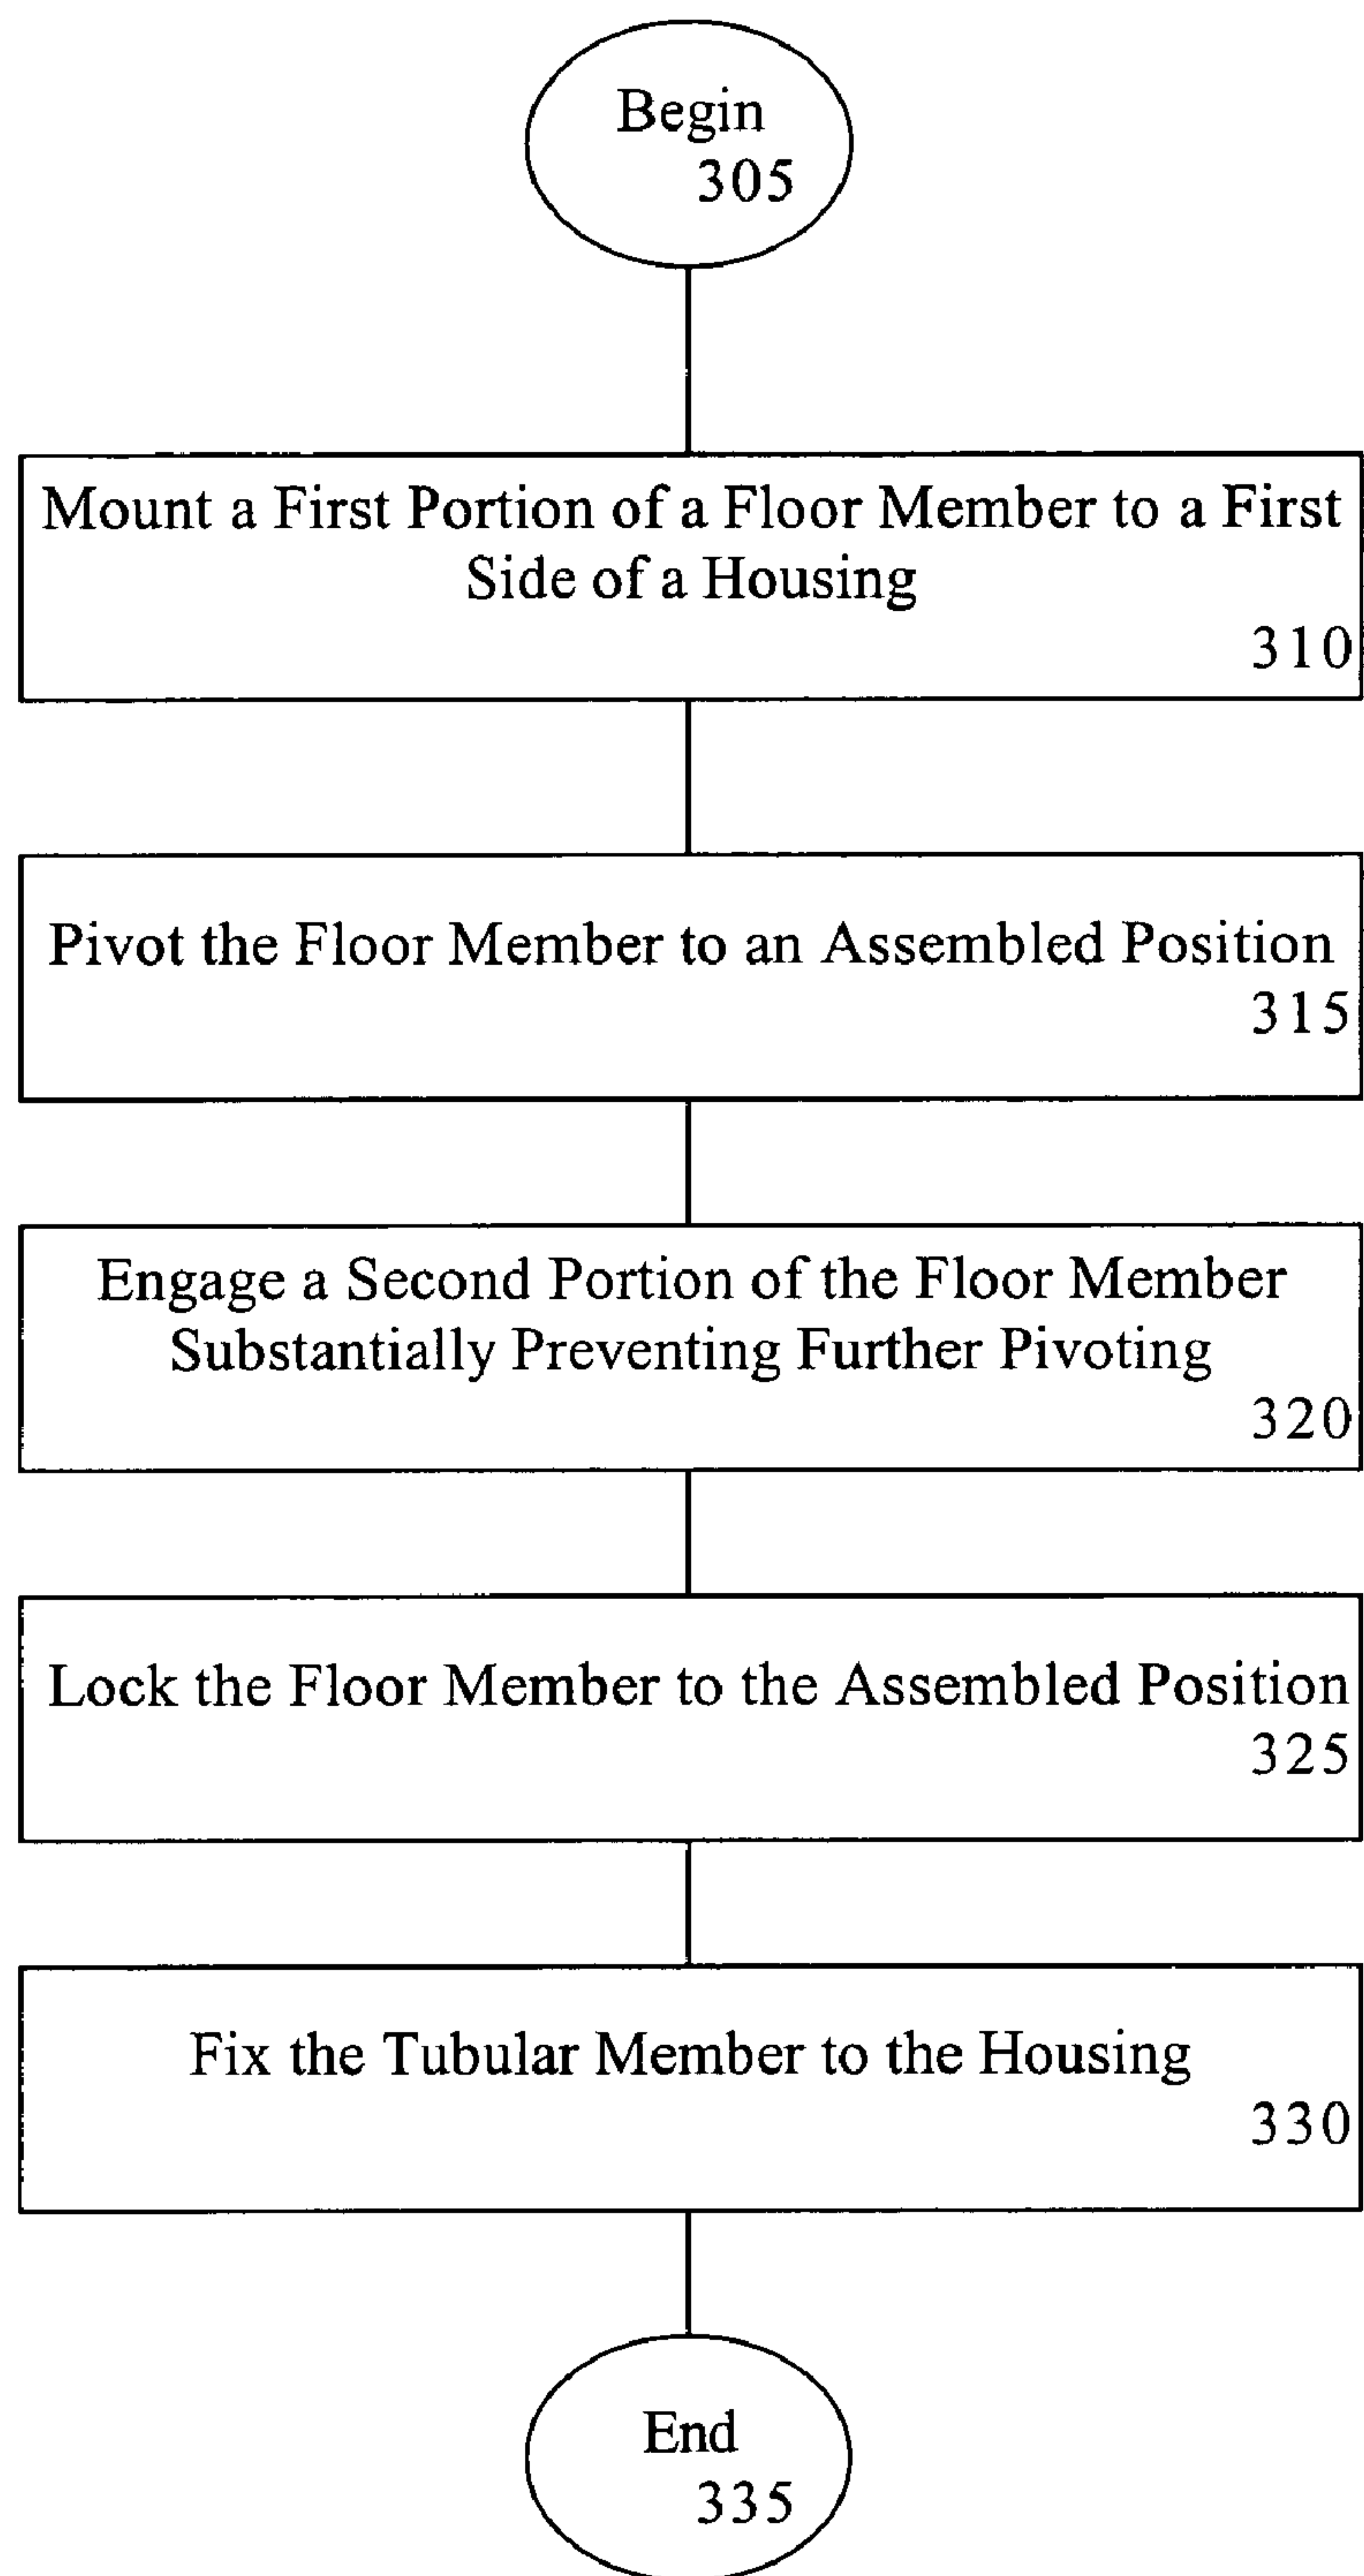 Begin
305
Mount a First Portion of a Floor Member to a First
Side of a Housing
310
Pivot the Floor Member to an Assembled Position
315
Engage a Second Portion of the Floor Member
Substantially Preventing Further Pivoting
320
Lock the Floor Member to the Assembled Position
325
Fix the Tubular Member to the Housing
330
End
335